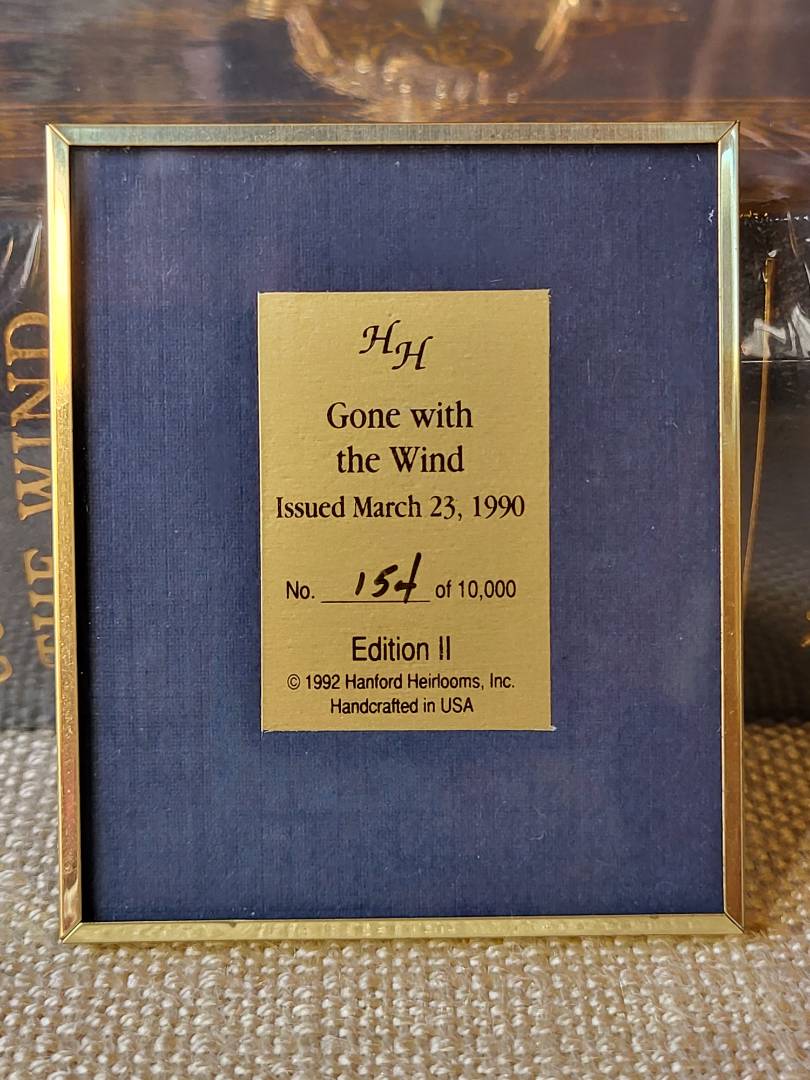 HH
Gone with
the Wind
Issued March 23, 1990
No. 154 of 10,000
Edition II
© 1992 Hanford Heirlooms, Inc.
Handcrafted in USA
THE WIND